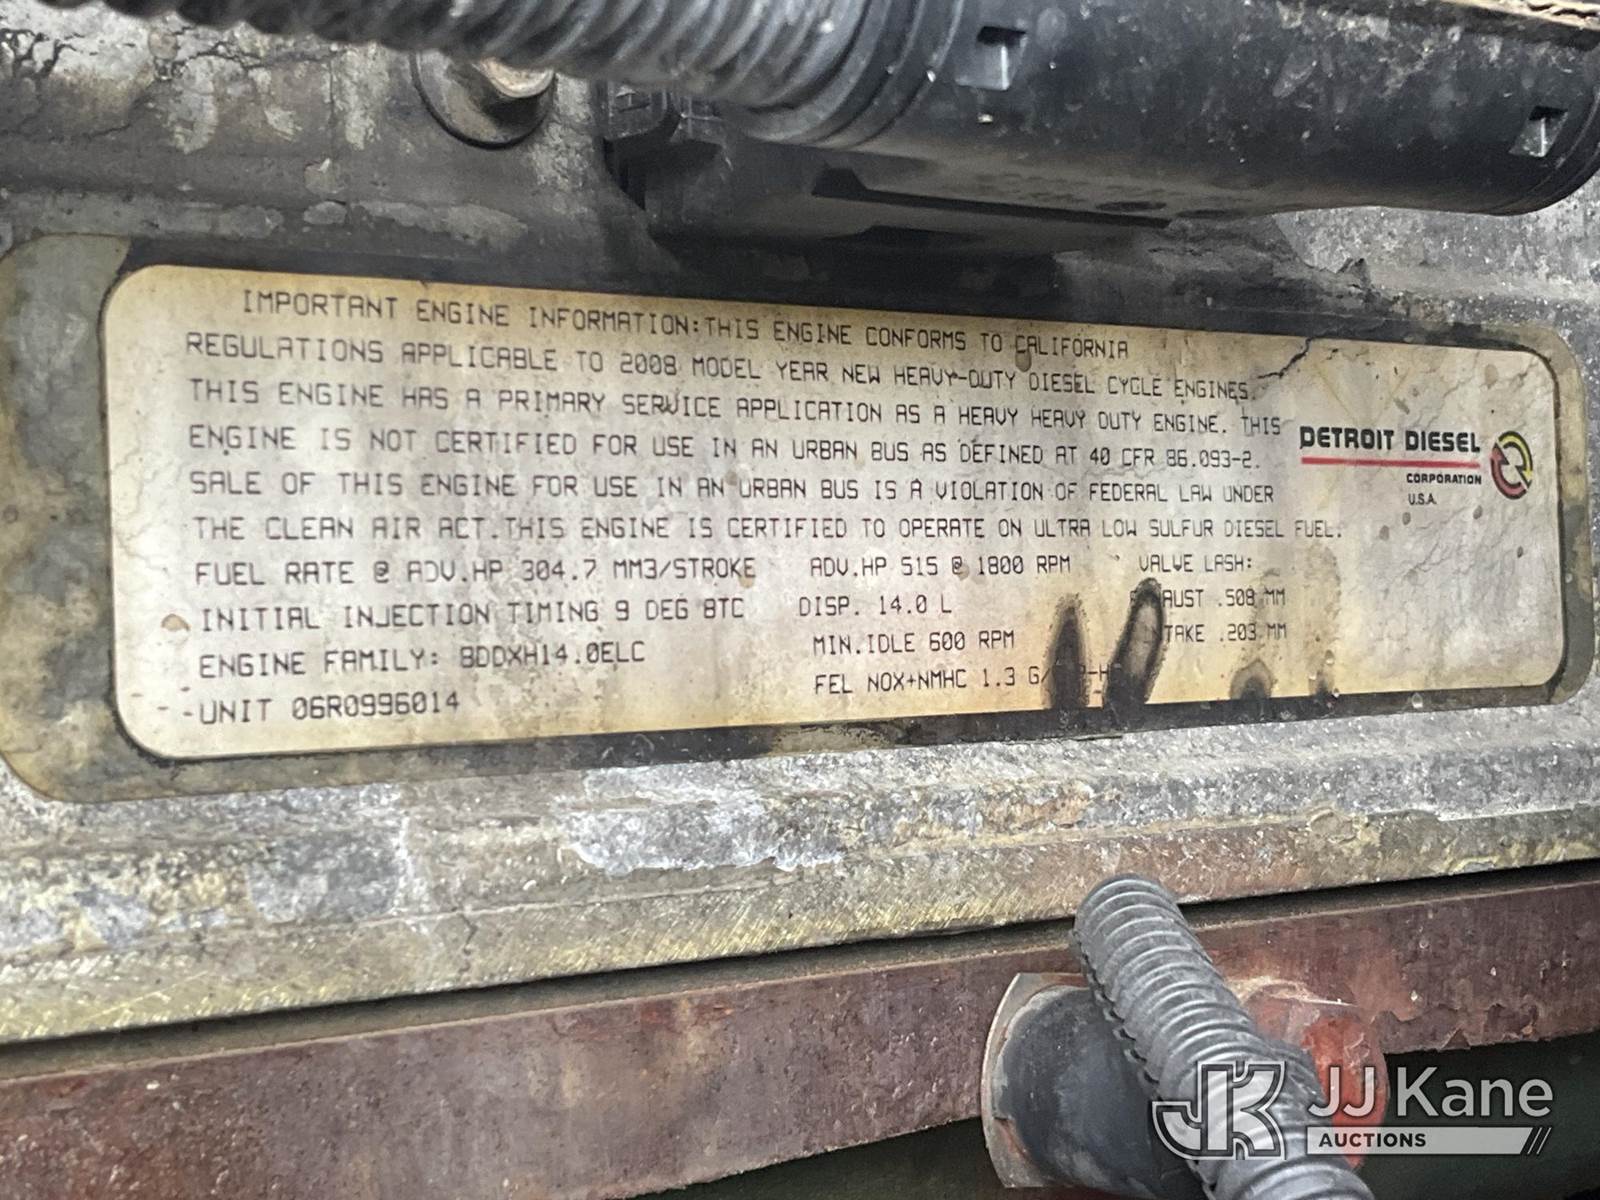 IMPORTANT ENGINE INFORMATION:THIS ENGINE CONFORMS TO CALIFORNIA
REGULATIONS APPLICABLE TO 2008 MODEL YEAR NEW HEAVY-DUTY DIESEL CYCLE ENGINES.
THIS ENGINE HAS A PRIMARY SERVICE APPLICATION AS A HEAVY HEAVY DUTY ENGINE. THIS
ENGINE IS NOT CERTIFIED FOR USE IN AN URBAN BUS AS DEFINED AT 40 CFR 86.093-2.
SALE OF THIS ENGINE FOR USE IN AN URBAN BUS IS A VIOLATION OF FEDERAL LAW UNDER
THE CLEAN AIR ACT.THIS ENGINE IS CERTIFIED TO OPERATE ON ULTRA LOW SULFUR DIESEL FUEL.
FUEL RATE @ ADV.HP 304.7 MM3/STROKE ADV.HP 515 @ 1800 RPM VALVE LASH:
INITIAL INJECTION TIMING 9 DEG BTC DISP. 14.0 L AUST .508 MM
ENGINE FAMILY: 8DDXH14.0ELC MIN.IDLE 600 RPM TAKE .203 MM
UNIT 06R0996014 FEL NOX+NMHC 1.3 G/
DETROIT DIESEL
CORPORATION
U.S.A.
JK JJ Kane
AUCTIONS